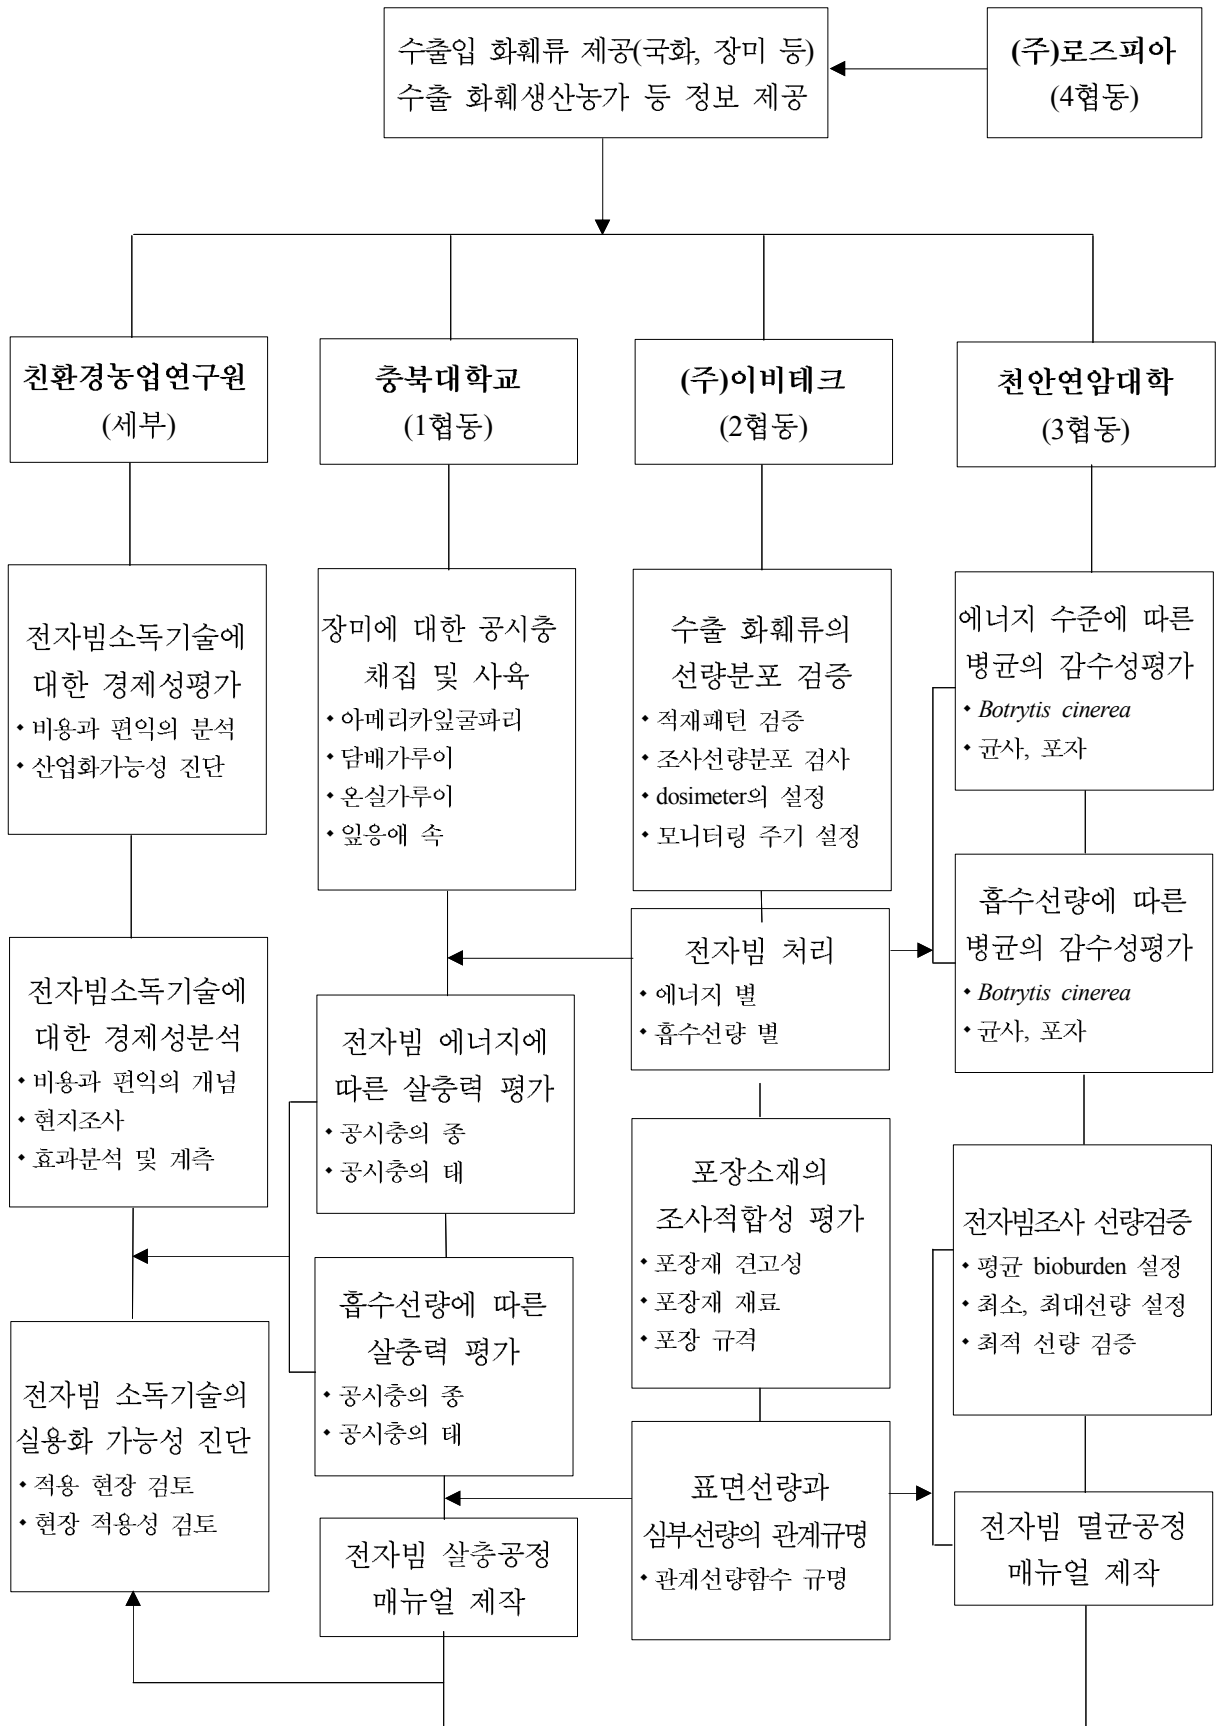 수출입 화훼류 제공(국화, 장미 등)
수출 화훼생산농가 등 정보 제공
(주)로즈피아
(4협동)
친환경농업연구원
(세부)
충북대학교
(1협동)
(주)이비테크
(2협동)
천안연암대학
(3협동)
전자빔소독기술에
대한 경제성평가
• 비용과 편익의 분석
• 산업화가능성 진단
장미에 대한 공시충
채집 및 사육
• 아메리카잎굴파리
• 담배가루이
• 온실가루이
• 잎응애 속
수출 화훼류의
선량분포 검증
• 적재패턴 검증
• 조사선량분포 검사
• dosimeter의 설정
• 모니터링 주기 설정
에너지 수준에 따른
병균의 감수성평가
• Botrytis cinerea
• 균사, 포자
흡수선량에 따른
병균의 감수성평가
• Botrytis cinerea
• 균사, 포자
전자빔 처리
• 에너지 별
• 흡수선량 별
전자빔소독기술에
대한 경제성분석
• 비용과 편익의 개념
• 현지조사
• 효과분석 및 계측
전자빔 에너지에
따른 살충력 평가
• 공시충의 종
• 공시충의 태
포장소재의
조사적합성 평가
• 포장재 견고성
• 포장재 재료
• 포장 규격
전자빔조사 선량검증
• 평균 bioburden 설정
• 최소, 최대선량 설정
• 최적 선량 검증
흡수선량에 따른
살충력 평가
• 공시충의 종
• 공시충의 태
전자빔 소독기술의
실용화 가능성 진단
• 적용 현장 검토
• 현장 적용성 검토
표면선량과
심부선량의 관계규명
• 관계선량함수 규명
전자빔 살충공정
매뉴얼 제작
전자빔 멸균공정
매뉴얼 제작